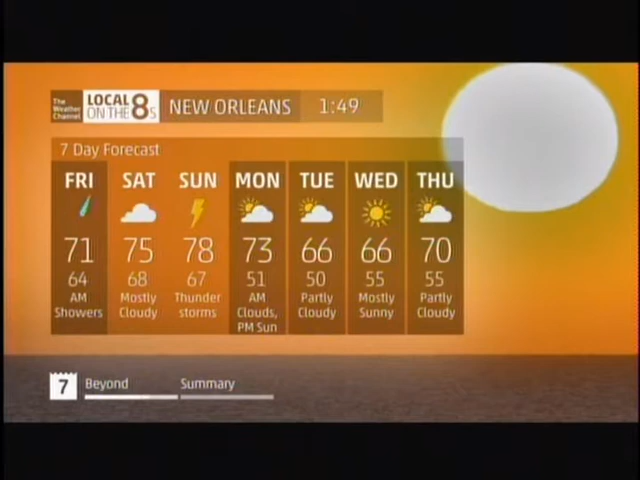 The Weather Channel
LOCAL ON THE 8s
NEW ORLEANS 1:49
7 Day Forecast
FRI SAT SUN MON TUE WED THU
71 75 78 73 66 66 70
64 68 67 51 50 55 55
AM Showers
Mostly Cloudy
Thunder storms
AM Clouds, PM Sun
Partly Cloudy
Mostly Sunny
Partly Cloudy
7 Beyond Summary